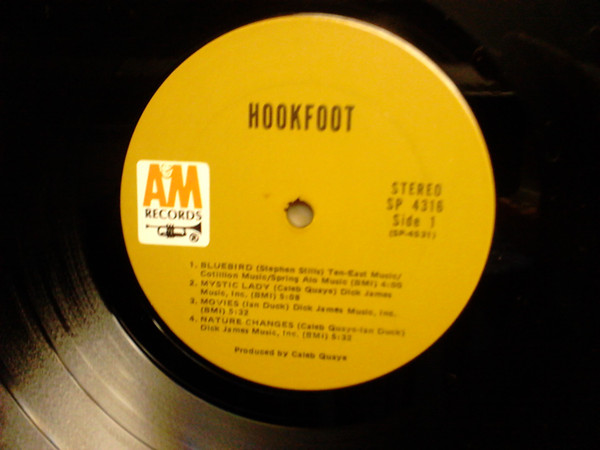 HOOKFOOT
A&M
RECORDS
®
STEREO
SP 4316
Side 1
(SP-4531)
1. BLUEBIRD (Stephen Stills) Ten-East Music/
Cotillion Music/Spring Alo Music (BMI) 4:00
2. MYSTIC LADY (Caleb Quaye) Dick James
Music, Inc. (BMI) 5:08
3. MOVIES (Ian Duck) Dick James Music, Inc.
(BMI) 5:32
4. NATURE CHANGES (Caleb Quaye-Ian Duck)
Dick James Music, Inc. (BMI) 5:32
Produced by Caleb Quaye